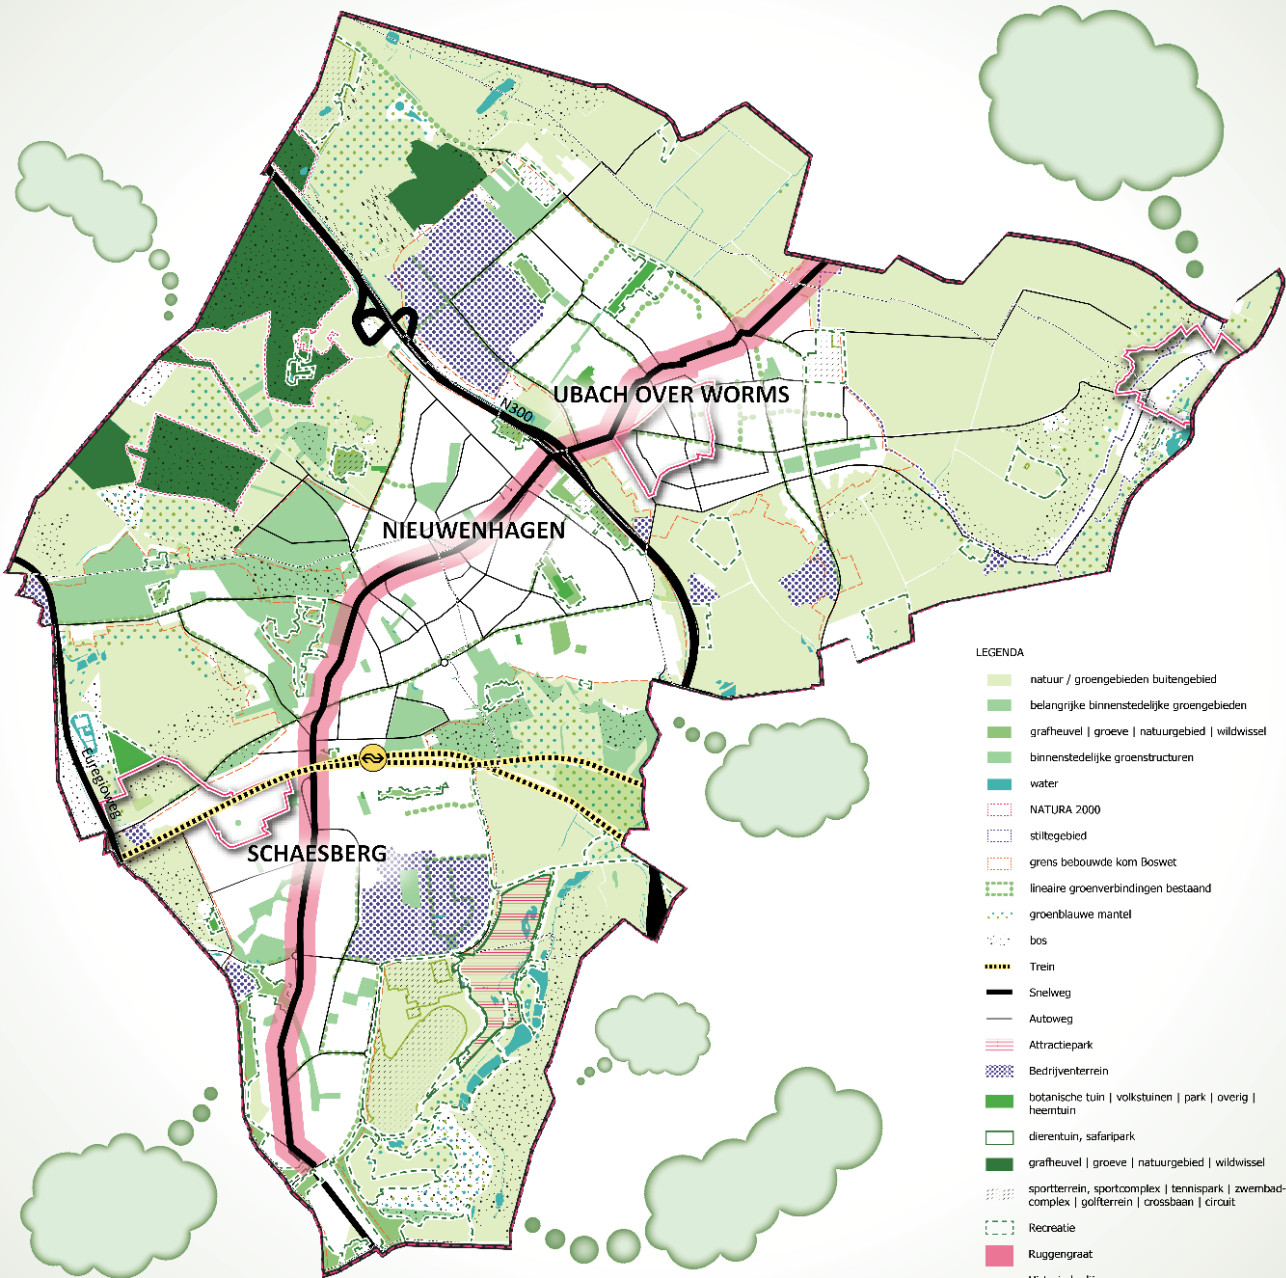 UBACH OVER WORMS
N300
NIEUWENHAGEN
Euregioweg
SCHAESBERG
LEGENDA
natuur / groengebieden buitengebied
belangrijke binnenstedelijke groengebieden
grafheuvel | groeve | natuurgebied | wildwissel
binnenstedelijke groenstructuren
water
NATURA 2000
stiltegebied
grens bebouwde kom Boswet
lineaire groenverbindingen bestaand
groenblauwe mantel
bos
Trein
Snelweg
Autoweg
Attractiepark
Bedrijventerrein
botanische tuin | volkstuinen | park | overig |
heemtuin
dierentuin, safaripark
grafheuvel | groeve | natuurgebied | wildwissel
sportterrein, sportcomplex | tennispark | zwembad-
complex | golfterrein | crossbaan | circuit
Recreatie
Ruggengraat